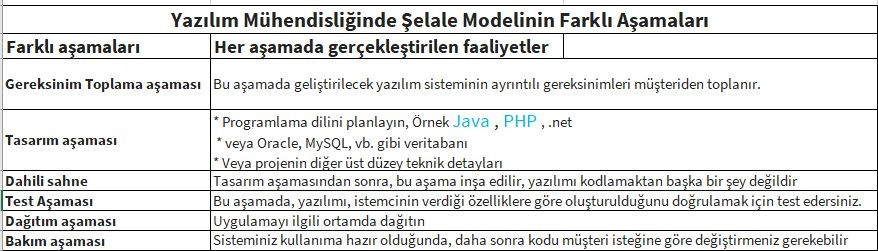 Yazılım Mühendisliğinde Şelale Modelinin Farklı Aşamaları
Farklı aşamaları Her aşamada gerçekleştirilen faaliyetler
Gereksinim Toplama aşaması Bu aşamada geliştirilecek yazılım sisteminin ayrıntılı gereksinimleri müşteriden toplanır.
Tasarım aşaması
* Programlama dilini planlayın, Örnek Java , PHP , .net
* veya Oracle, MySQL, vb. gibi veritabanı
* Veya projenin diğer üst düzey teknik detayları
Dahili sahne Tasarım aşamasından sonra, bu aşama inşa edilir, yazılımı kodlamaktan başka bir şey değildir
Test Aşaması Bu aşamada, yazılımı, istemcinin verdiği özelliklere göre oluşturulduğunu doğrulamak için test edersiniz.
Dağıtım aşaması Uygulamayı ilgili ortamda dağıtın
Bakım aşaması Sisteminiz kullanıma hazır olduğunda, daha sonra kodu müşteri isteğine göre değiştirmeniz gerekebilir